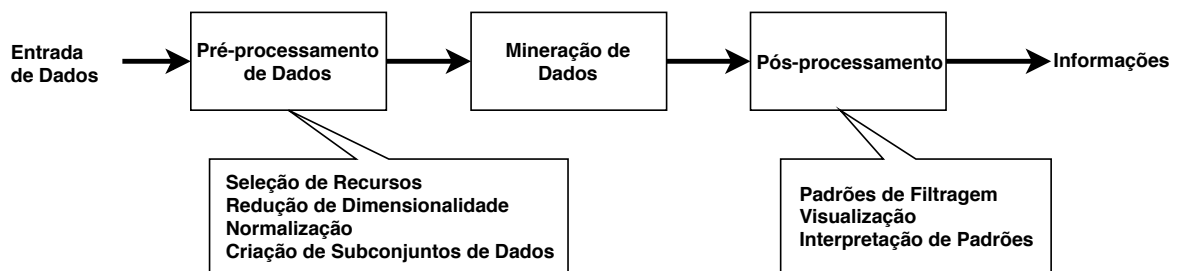 Entrada
de Dados
Pré-processamento
de Dados
Mineração de
Dados
Pós-processamento
Informações
Seleção de Recursos
Redução de Dimensionalidade
Normalização
Criação de Subconjuntos de Dados
Padrões de Filtragem
Visualização
Interpretação de Padrões